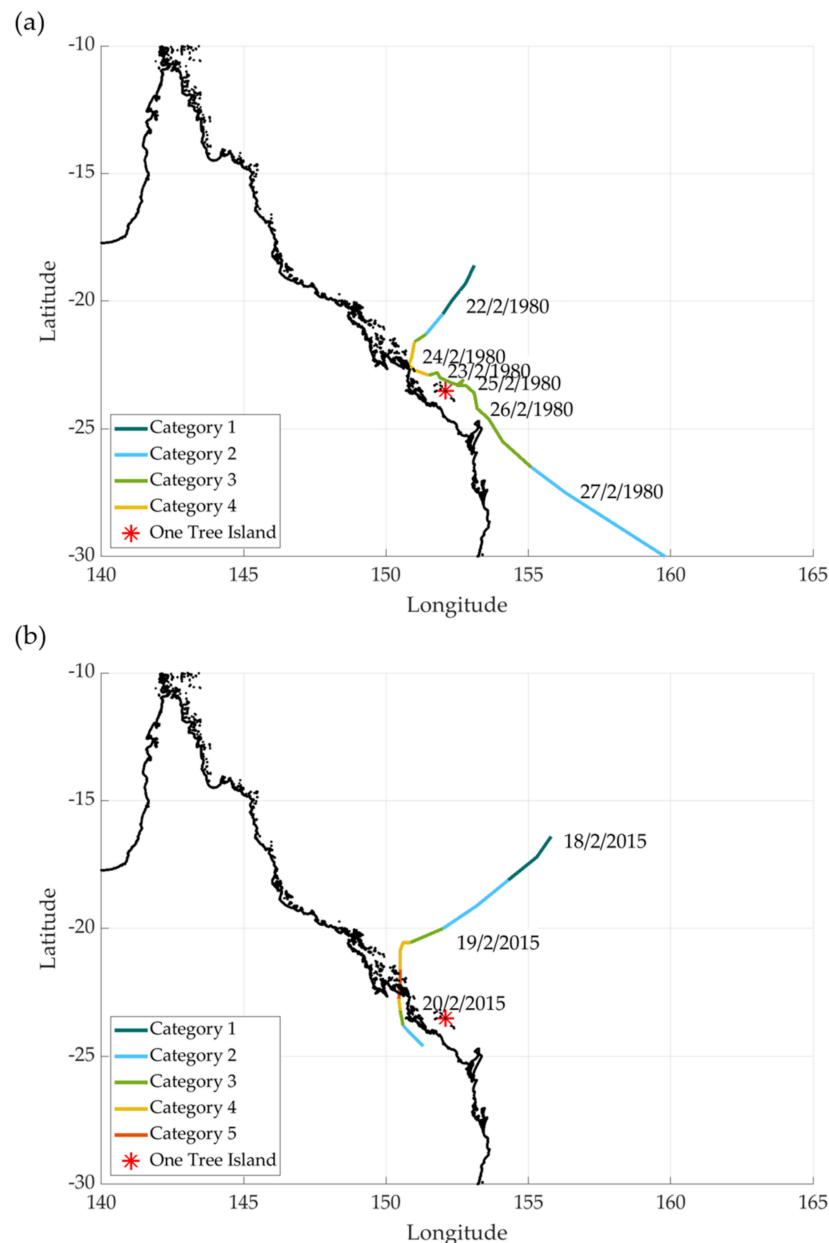 (a)
-10
-15
-20
-25
-30
Latitude
22/2/1980
24/2/1980
23/2/1980
25/2/1980
26/2/1980
27/2/1980
Category 1
Category 2
Category 3
Category 4
One Tree Island
140
145
150
155
160
165
Longitude
(b)
-10
-15
-20
-25
-30
Latitude
18/2/2015
19/2/2015
20/2/2015
Category 1
Category 2
Category 3
Category 4
Category 5
One Tree Island
140
145
150
155
160
165
Longitude